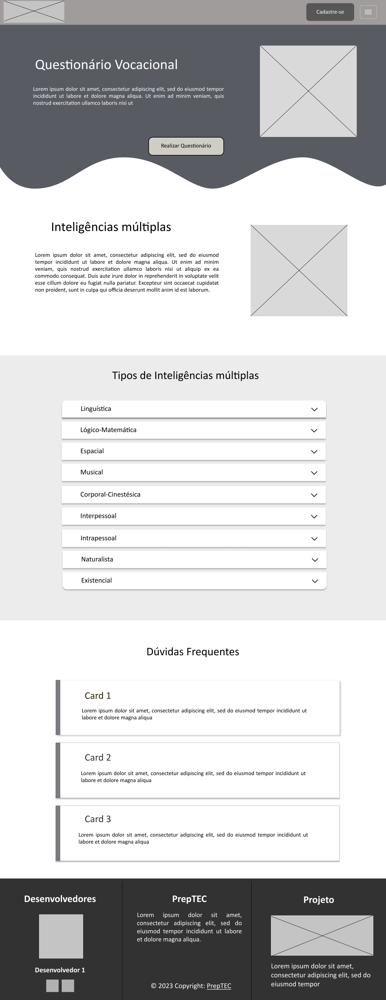 Cadastre-se
Questionário Vocacional
Lorem ipsum dolor sit amet, consectetur adipiscing elit, sed do eiusmod tempor
incididunt ut labore et dolore magna aliqua. Ut enim ad minim veniam, quis
nostrud exercitation ullamco laboris nisi ut
Realizar Questionário
Inteligências múltiplas
Lorem ipsum dolor sit amet, consectetur adipiscing elit, sed do eiusmod
tempor incididunt ut labore et dolore magna aliqua. Ut enim ad minim
veniam, quis nostrud exercitation ullamco laboris nisi ut aliquip ex ea
commodo consequat. Duis aute irure dolor in reprehenderit in voluptate velit
esse cillum dolore eu fugiat nulla pariatur. Excepteur sint occaecat cupidatat
non proident, sunt in culpa qui officia deserunt mollit anim id est laborum.
Tipos de Inteligências múltiplas
Linguística
Lógico-Matemática
Espacial
Musical
Corporal-Cinestésica
Interpessoal
Intrapessoal
Naturalista
Existencial
Dúvidas Frequentes
Card 1
Lorem ipsum dolor sit amet, consectetur adipiscing elit, sed do eiusmod tempor incididunt ut
labore et dolore magna aliqua
Card 2
Lorem ipsum dolor sit amet, consectetur adipiscing elit, sed do eiusmod tempor incididunt ut
labore et dolore magna aliqua
Card 3
Lorem ipsum dolor sit amet, consectetur adipiscing elit, sed do eiusmod tempor incididunt ut
labore et dolore magna aliqua
Desenvolvedores
Desenvolvedor 1
PrepTEC
Lorem ipsum dolor sit amet,
consectetur adipiscing elit, sed do
eiusmod tempor incididunt ut labore
et dolore magna aliqua.
© 2023 Copyright: PrepTEC
Projeto
Lorem ipsum dolor sit amet,
consectetur adipiscing elit, sed do
eiusmod tempor